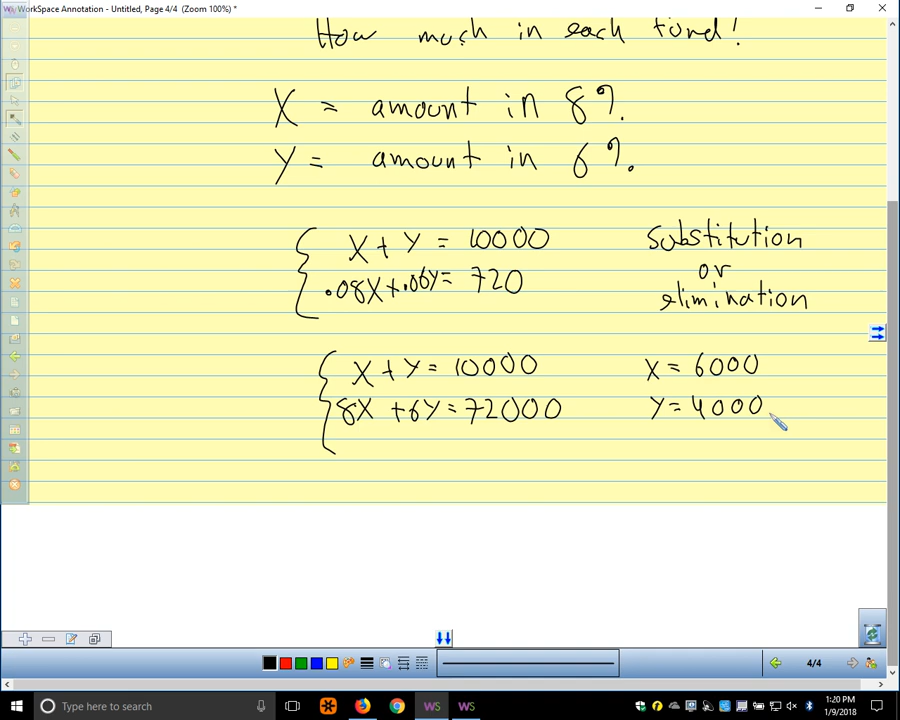 WorkSpace Annotation - Untitled, Page 4/4 (Zoom 100%) *
How much in each fund?
X = amount in 8%.
Y = amount in 6%.
X + Y = 10000
.08X+.06Y= 720
substitution
or
elimination
X + Y = 10000
8X +6Y = 72000
X = 6000
Y = 4000
4/4
Type here to search
WS
WS
1:20 PM
1/9/2018